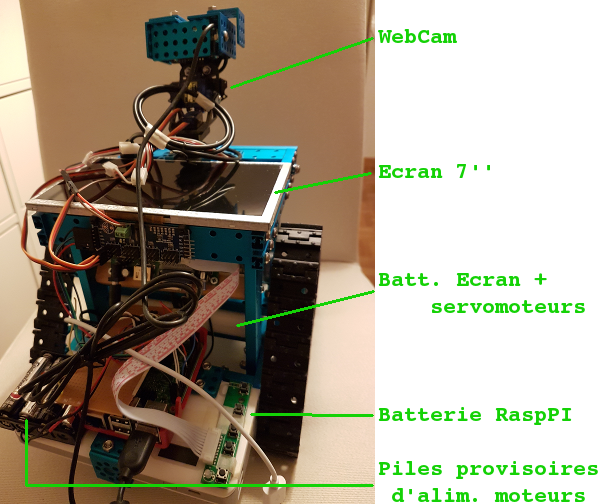 WebCam
Ecran 7''
Batt. Ecran +
servomoteurs
Batterie RaspPI
Piles provisoires
d'alim. moteurs